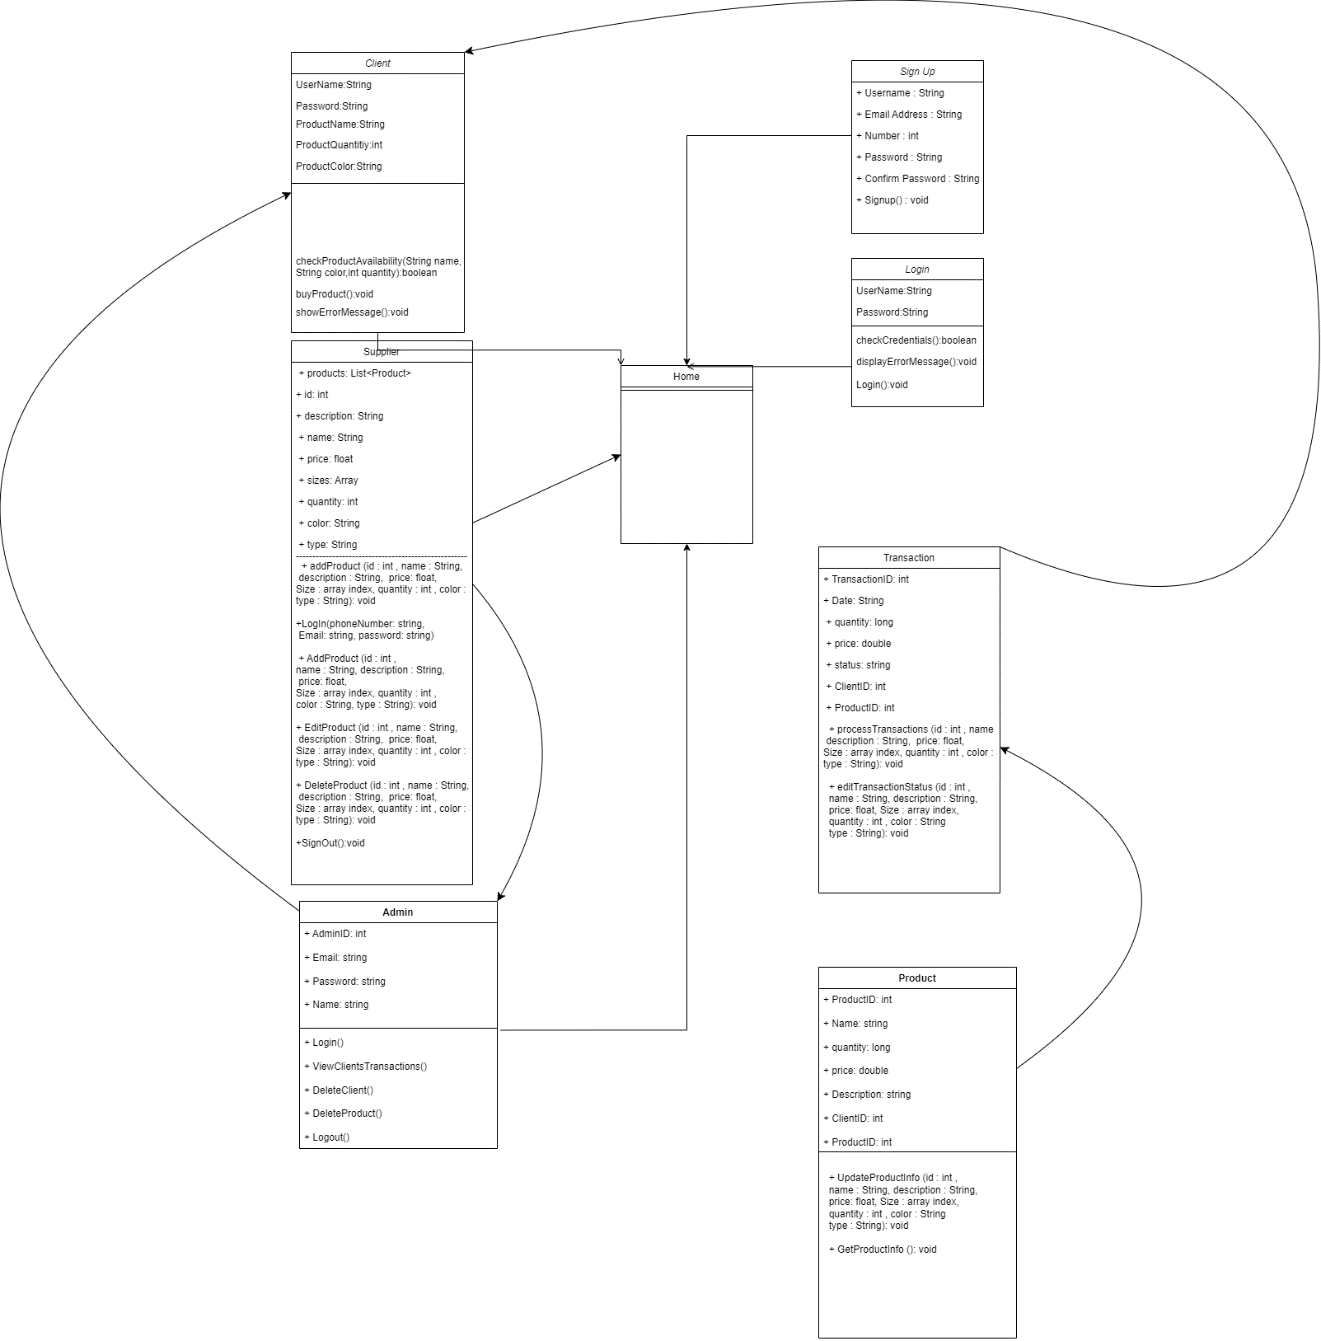 Client
UserName:String
Password:String
ProductName:String
ProductQuantitiy:int
ProductColor:String
checkProductAvailability(String name,
String color,int quantity):boolean
buyProduct():void
showErrorMessage():void
Sign Up
+ Username : String
+ Email Address : String
+ Number : int
+ Password : String
+ Confirm Password : String
+ Signup() : void
Login
UserName:String
Password:String
checkCredentials():boolean
displayErrorMessage():void
Login():void
Supplier
+ products: List<Product>
+ id: int
+ description: String
+ name: String
+ price: float
+ sizes: Array
+ quantity: int
+ color: String
+ type: String
+ addProduct (id : int , name : String,
description : String, price: float,
Size : array index, quantity : int , color :
type : String): void
+LogIn(phoneNumber: string,
Email: string, password: string)
+ AddProduct (id : int ,
name : String, description : String,
price: float,
Size : array index, quantity : int ,
color : String, type : String): void
+ EditProduct (id : int , name : String,
description : String, price: float,
Size : array index, quantity : int , color :
type : String): void
+ DeleteProduct (id : int , name : String,
description : String, price: float,
Size : array index, quantity : int , color :
type : String): void
+SignOut():void
Home
Transaction
+ TransactionID: int
+ Date: String
+ quantity: long
+ price: double
+ status: string
+ ClientID: int
+ ProductID: int
+ processTransactions (id : int , name
description : String, price: float,
Size : array index, quantity : int , color :
type : String): void
+ editTransactionStatus (id : int ,
name : String, description : String,
price: float, Size : array index,
quantity : int , color : String
type : String): void
Admin
+ AdminID: int
+ Email: string
+ Password: string
+ Name: string
+ Login()
+ ViewClientsTransactions()
+ DeleteClient()
+ DeleteProduct()
+ Logout()
Product
+ ProductID: int
+ Name: string
+ quantity: long
+ price: double
+ Description: string
+ ClientID: int
+ ProductID: int
+ UpdateProductInfo (id : int ,
name : String, description : String,
price: float, Size : array index,
quantity : int , color : String
type : String): void
+ GetProductInfo (): void